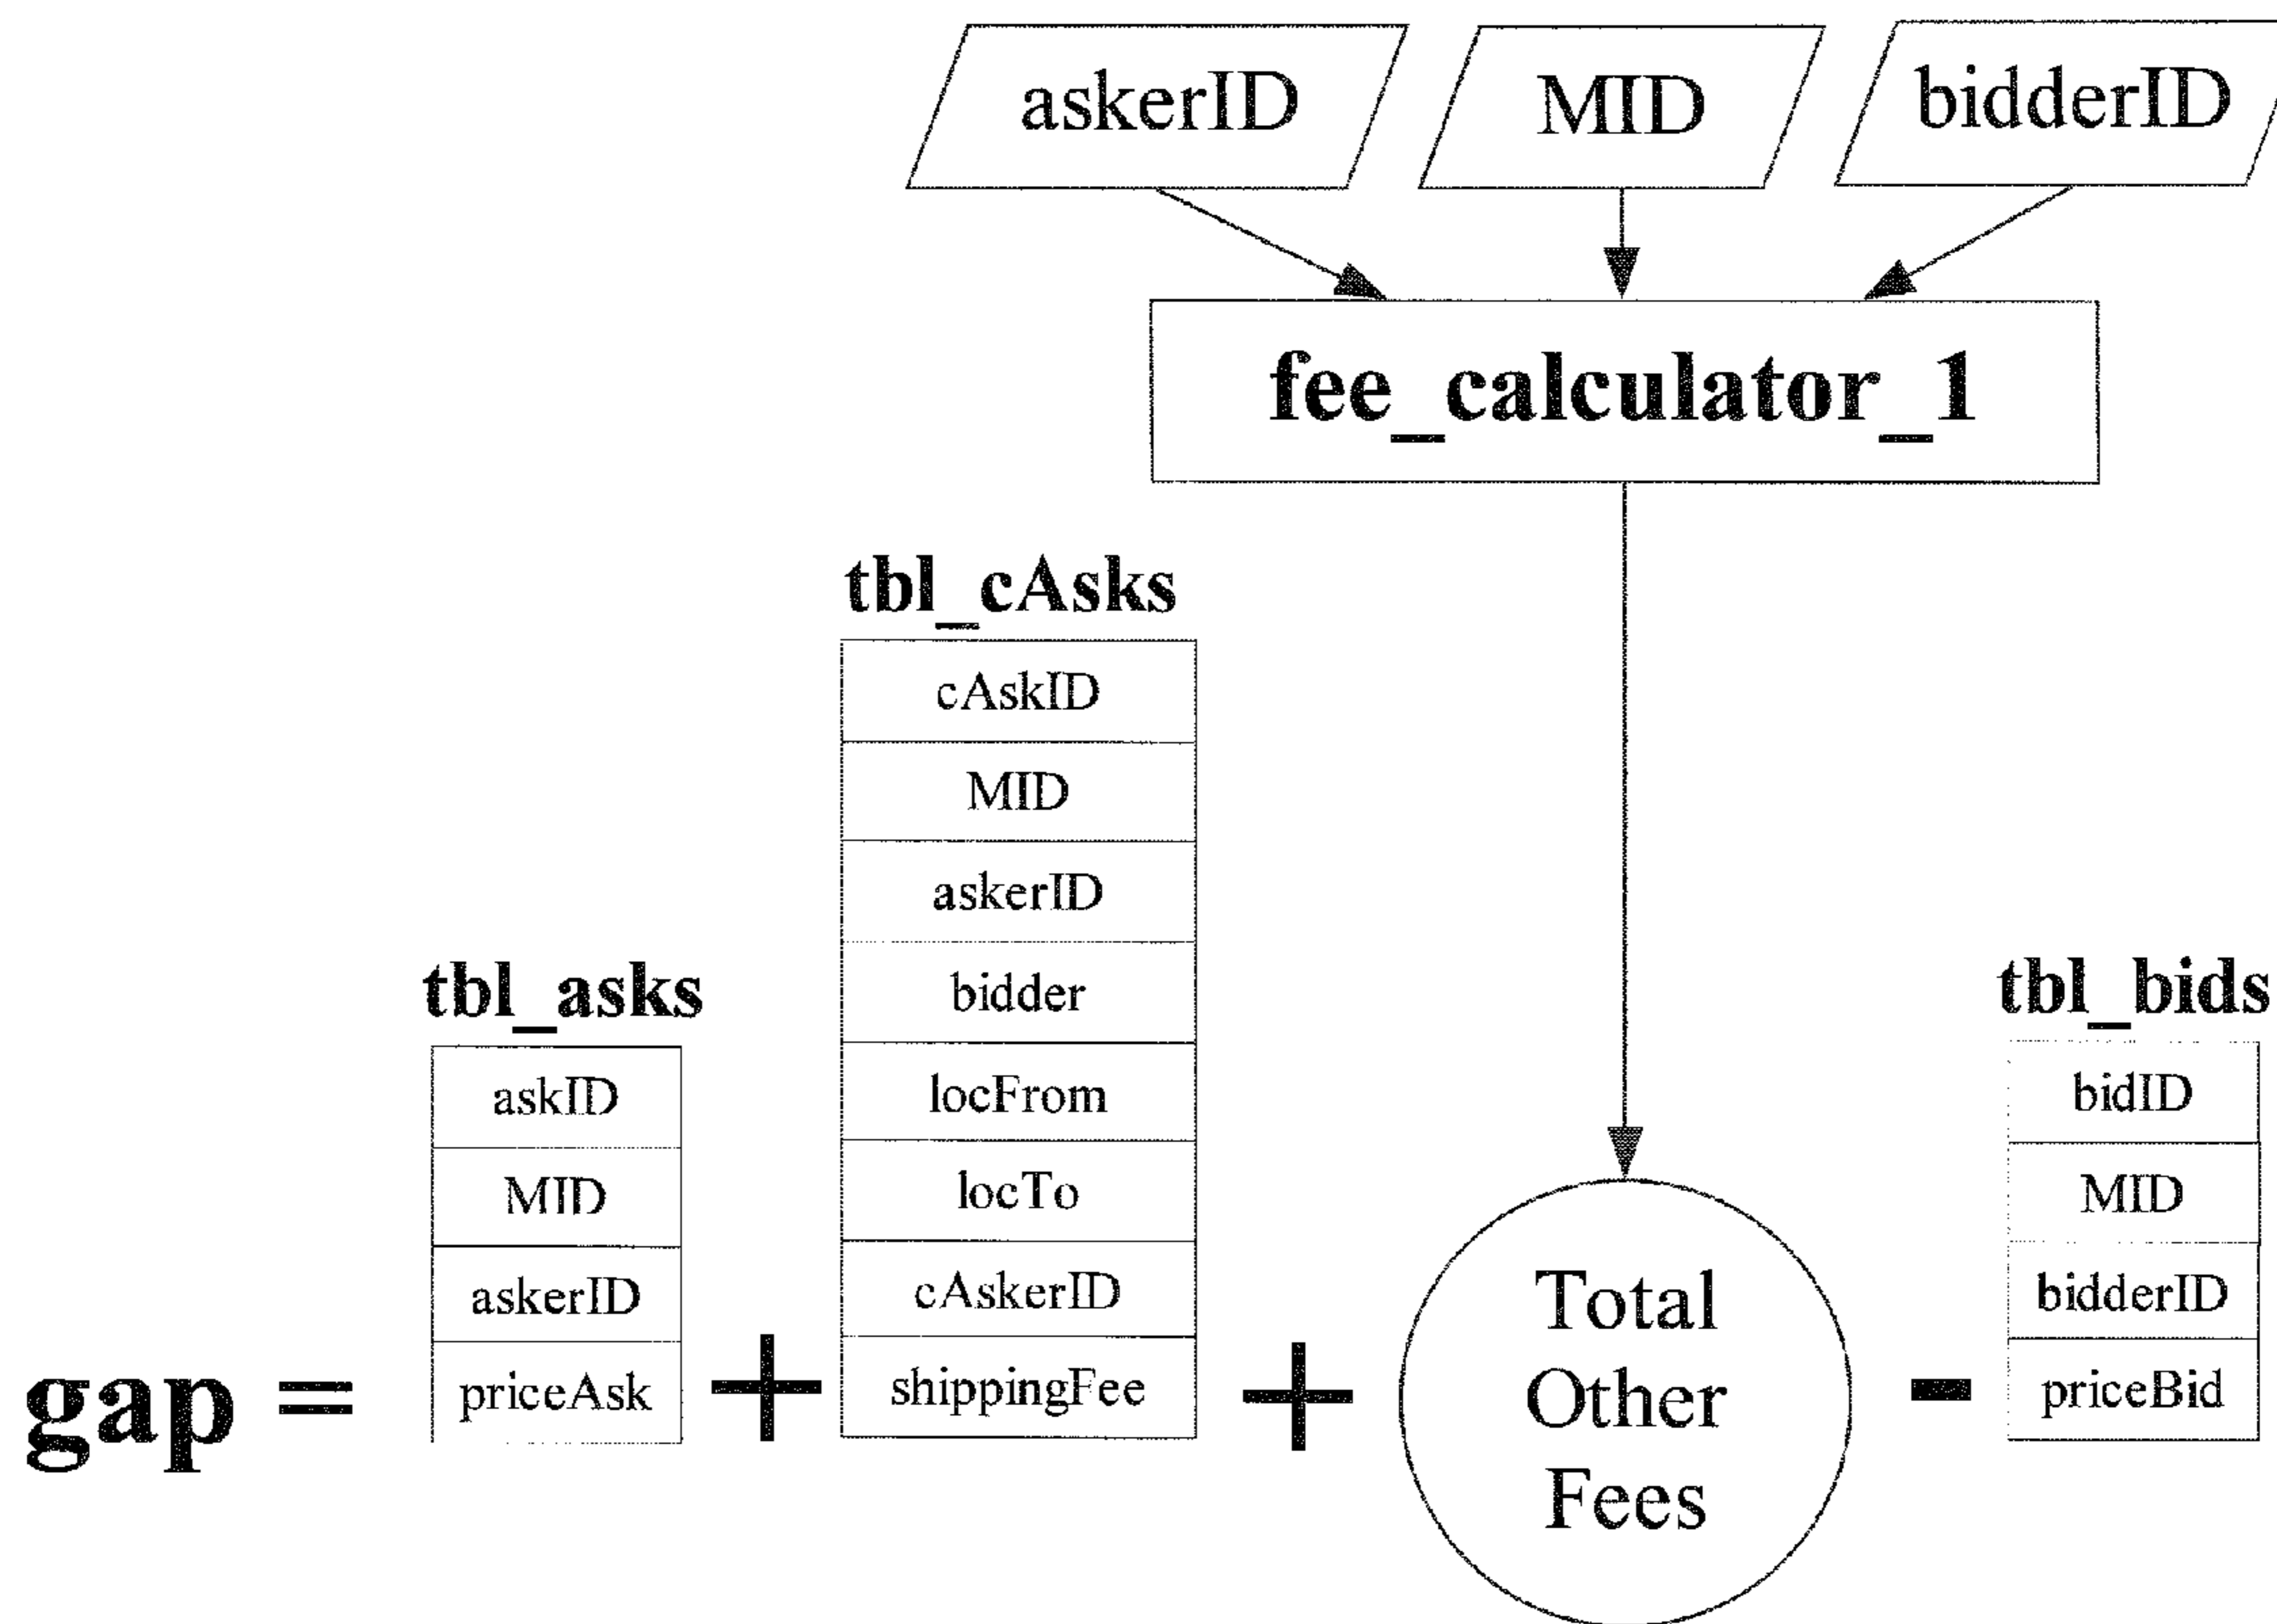 askerID
MID
bidderID
fee_calculator_1
tbl_cAsks
cAskID
MID
askerID
bidder
locFrom
locTo
cAskerID
shippingFee
tbl_asks
askID
MID
askerID
priceAsk
tbl_bids
bidID
MID
bidderID
priceBid
gap = + + -
Total
Other
Fees